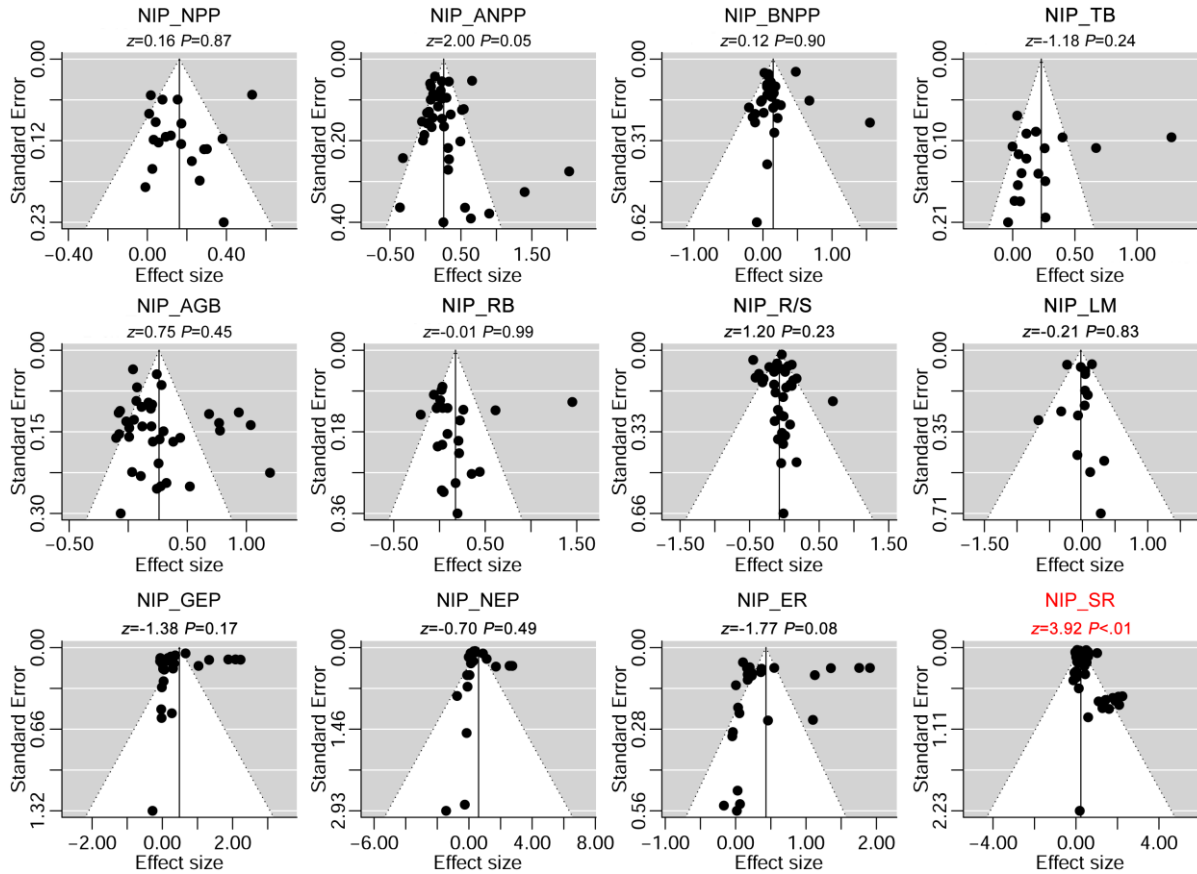 NIP_NPP
z=0.16 P=0.87
0.00
0.12
0.23
Standard Error
−0.40 0.00 0.40
Effect size
NIP_ANPP
z=2.00 P=0.05
0.00
0.20
0.40
Standard Error
−0.50 0.50 1.50
Effect size
NIP_BNPP
z=0.12 P=0.90
0.00
0.31
0.62
Standard Error
−1.00 0.00 1.00
Effect size
NIP_TB
z=-1.18 P=0.24
0.00
0.10
0.21
Standard Error
0.00 0.50 1.00
Effect size
NIP_AGB
z=0.75 P=0.45
0.00
0.15
0.30
Standard Error
−0.50 0.50 1.00
Effect size
NIP_RB
z=-0.01 P=0.99
0.00
0.18
0.36
Standard Error
−0.50 0.50 1.50
Effect size
NIP_R/S
z=1.20 P=0.23
0.00
0.33
0.66
Standard Error
−1.50 0.00 1.50
Effect size
NIP_LM
z=-0.21 P=0.83
0.00
0.35
0.71
Standard Error
−1.50 0.00 1.50
Effect size
NIP_GEP
z=-1.38 P=0.17
0.00
0.66
1.32
Standard Error
−2.00 0.00 2.00
Effect size
NIP_NEP
z=-0.70 P=0.49
0.00
1.46
2.93
Standard Error
−6.00 0.00 4.00 8.00
Effect size
NIP_ER
z=-1.77 P=0.08
0.00
0.28
0.56
Standard Error
−1.00 0.00 1.00 2.00
Effect size
NIP_SR
z=3.92 P<.01
0.00
1.11
2.23
Standard Error
−4.00 0.00 4.00
Effect size